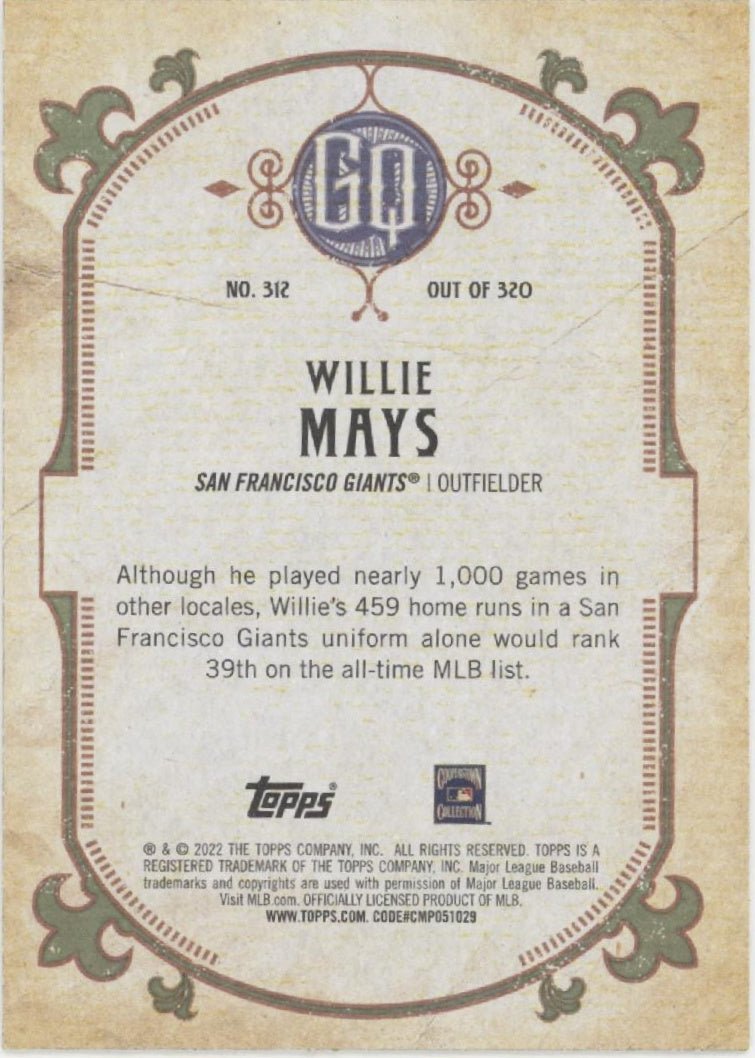 GQ
NO. 312 OUT OF 320
WILLIE
MAYS
SAN FRANCISCO GIANTS® | OUTFIELDER
Although he played nearly 1,000 games in
other locales, Willie's 459 home runs in a San
Francisco Giants uniform alone would rank
39th on the all-time MLB list.
Topps®
COOPERSTOWN
COLLECTION
® & © 2022 THE TOPPS COMPANY, INC. ALL RIGHTS RESERVED. TOPPS IS A
REGISTERED TRADEMARK OF THE TOPPS COMPANY, INC. Major League Baseball
trademarks and copyrights are used with permission of Major League Baseball.
Visit MLB.com. OFFICIALLY LICENSED PRODUCT OF MLB.
WWW.TOPPS.COM. CODE#CMP051029